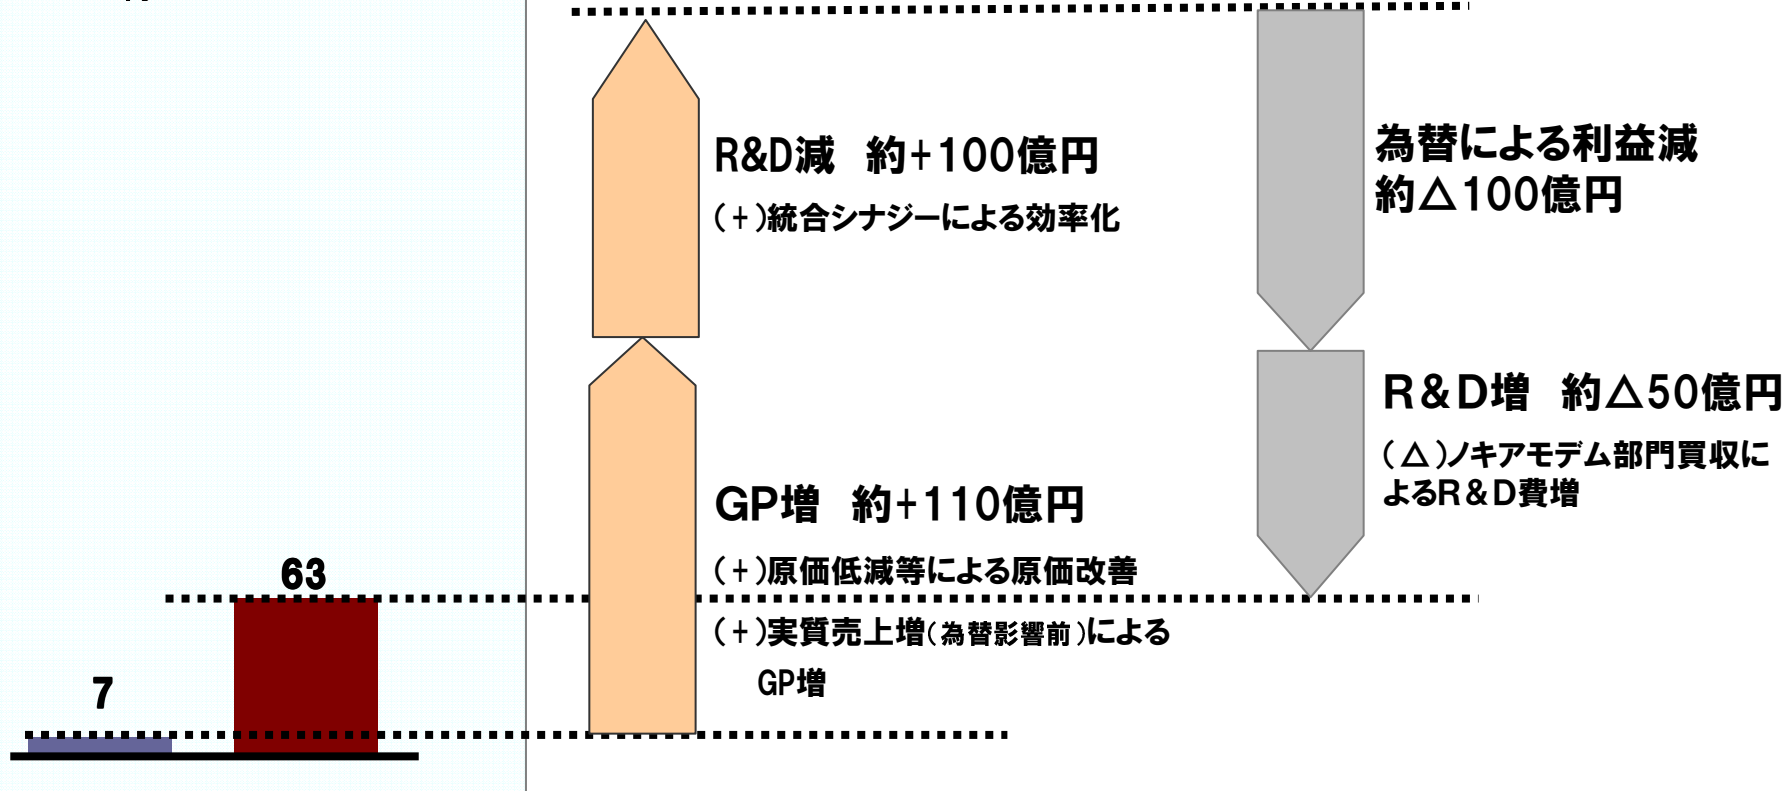 R&D減　約+100億円
(+)統合シナジーによる効率化
為替による利益減
約△100億円
R＆D増　約△50億円
(△)ノキアモデム部門買収に
よるR＆D費増
GP増　約+110億円
(+)原価低減等による原価改善
(+)実質売上増(為替影響前)による
GP増
63
7